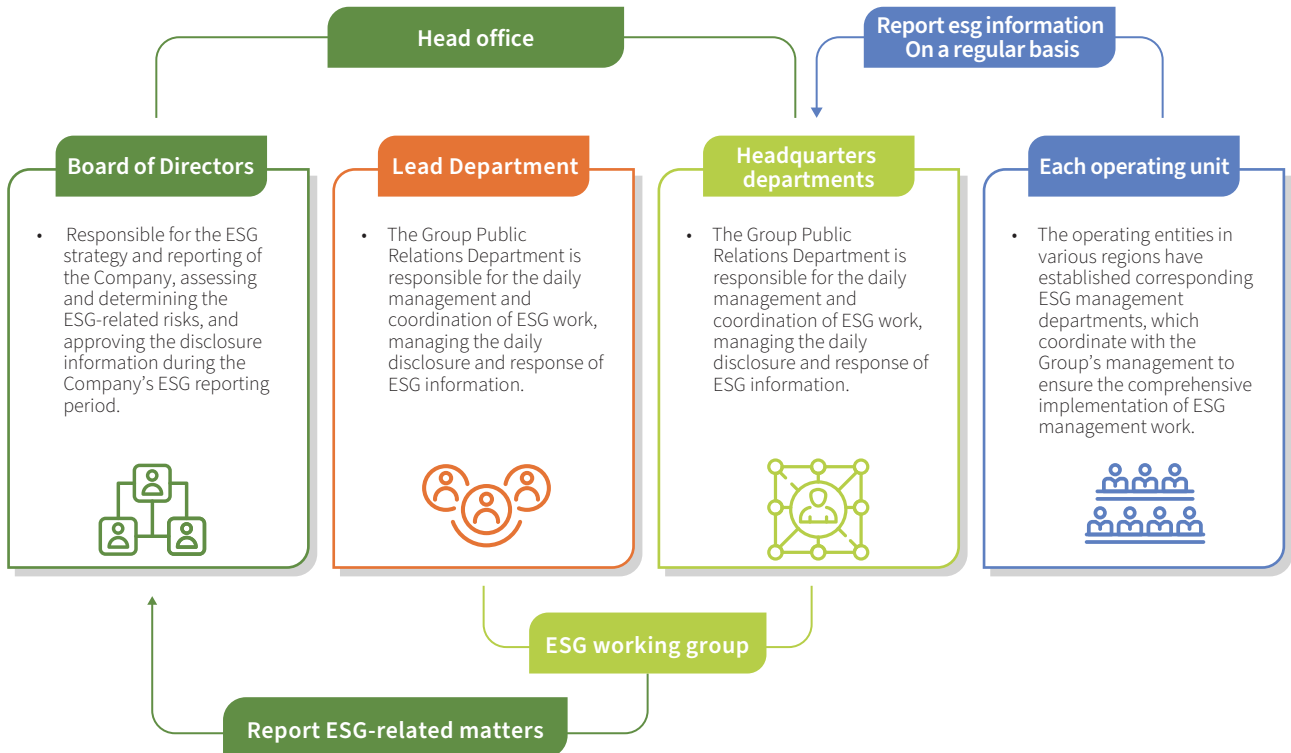 Head office
Report esg information
On a regular basis
Board of Directors
• Responsible for the ESG
strategy and reporting of
the Company, assessing
and determining the
ESG-related risks, and
approving the disclosure
information during the
Company’s ESG reporting
period.
Lead Department
• The Group Public
Relations Department is
responsible for the daily
management and
coordination of ESG work,
managing the daily
disclosure and response of
ESG information.
Headquarters
departments
• The Group Public
Relations Department is
responsible for the daily
management and
coordination of ESG work,
managing the daily
disclosure and response of
ESG information.
Each operating unit
• The operating entities in
various regions have
established corresponding
ESG management
departments, which
coordinate with the
Group’s management to
ensure the comprehensive
implementation of ESG
management work.
ESG working group
Report ESG-related matters